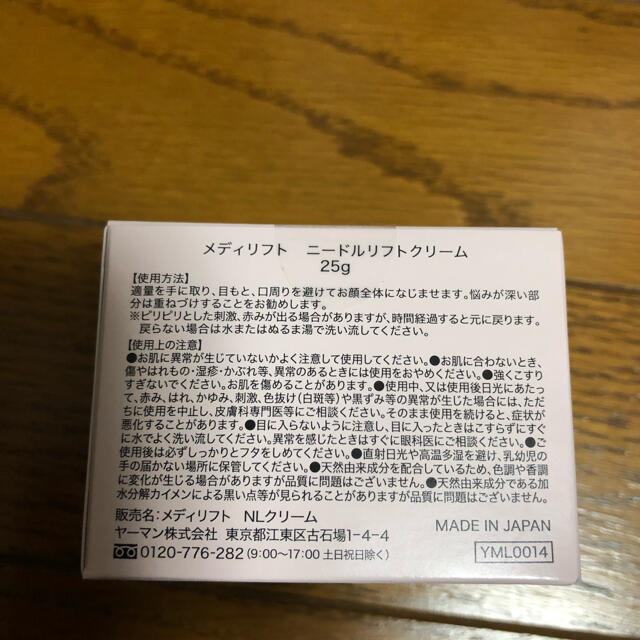 メディリフト ニードルリフトクリーム
25g
【使用方法】
適量を手に取り、目もと、口周りを避けてお顔全体になじませます。悩みが深い部
分は重ねづけすることをお勧めします。
※ピリピリとした刺激、赤みが出る場合がありますが、時間経過すると元に戻ります。
戻らない場合は水またはぬるま湯で洗い流してください。
【使用上の注意】
●お肌に異常が生じていないかよく注意して使用してください。●お肌に合わないとき、
傷やはれもの・湿疹・かぶれ等、異常のあるときには使用をおやめください。●強くこすり
すぎないでください。お肌を傷めることがあります。●使用中、又は使用後日光にあたっ
て、赤み、はれ、かゆみ、刺激、色抜け(白斑等)や黒ずみ等の異常が生じた場合には、ただ
ちに使用を中止し、皮膚科専門医等にご相談ください。そのまま使用を続けると、症状が
悪化することがあります。●目に入らないように注意し、目に入ったときはこすらずにすぐ
に水でよく洗い流してください。異常を感じたときはすぐに眼科医にご相談ください。●ご
使用後は必ずしっかりとフタをしめてください。●直射日光や高温多湿を避け、乳幼児の
手の届かない場所に保管してください。●天然由来成分を配合しているため、色調や香調
に変化が生じる場合がありますが品質に問題はございません。●天然由来成分である加
水分解カイメンによる黒い点等が見られることがありますが品質に問題はございません。
販売名:メディリフト NLクリーム
ヤーマン株式会社 東京都江東区古石場1-4-4
0120-776-282(9:00〜17:00 土日祝日除く)
MADE IN JAPAN
YML0014